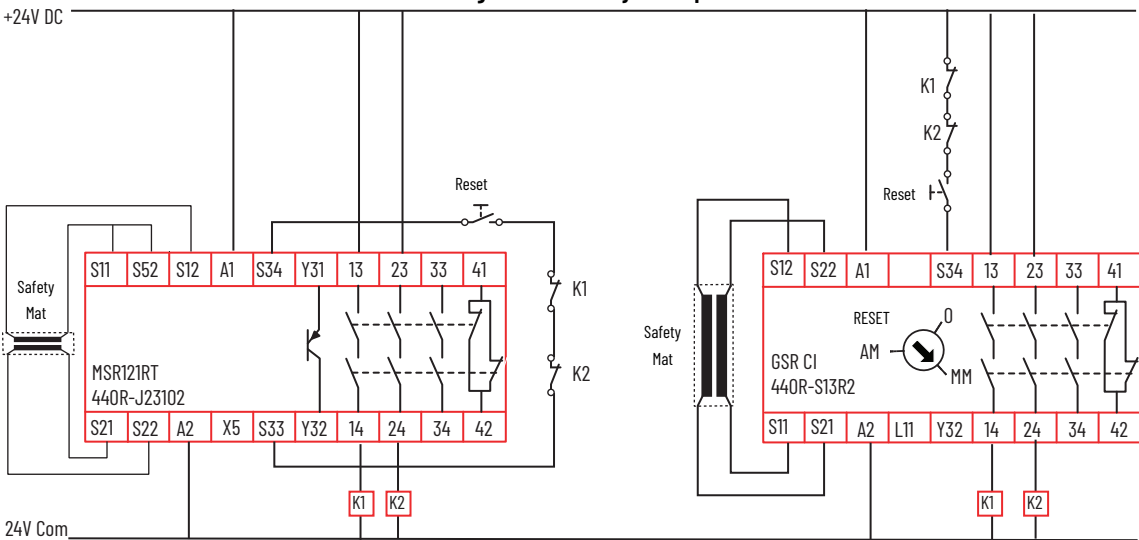 +24V DC
K1
K2
Reset
Reset
S11 S52 S12 A1 S34 Y31 13 23 33 41
Safety
Mat
K1
K2
MSR121RT
440R-J23102
S21 S22 A2 X5 S33 Y32 14 24 34 42
K1 K2
24V Com
S12 S22 A1 S34 13 23 33 41
Safety
Mat
RESET
0
AM
MM
GSR CI
440R-S13R2
S11 S21 A2 L11 Y32 14 24 34 42
K1 K2